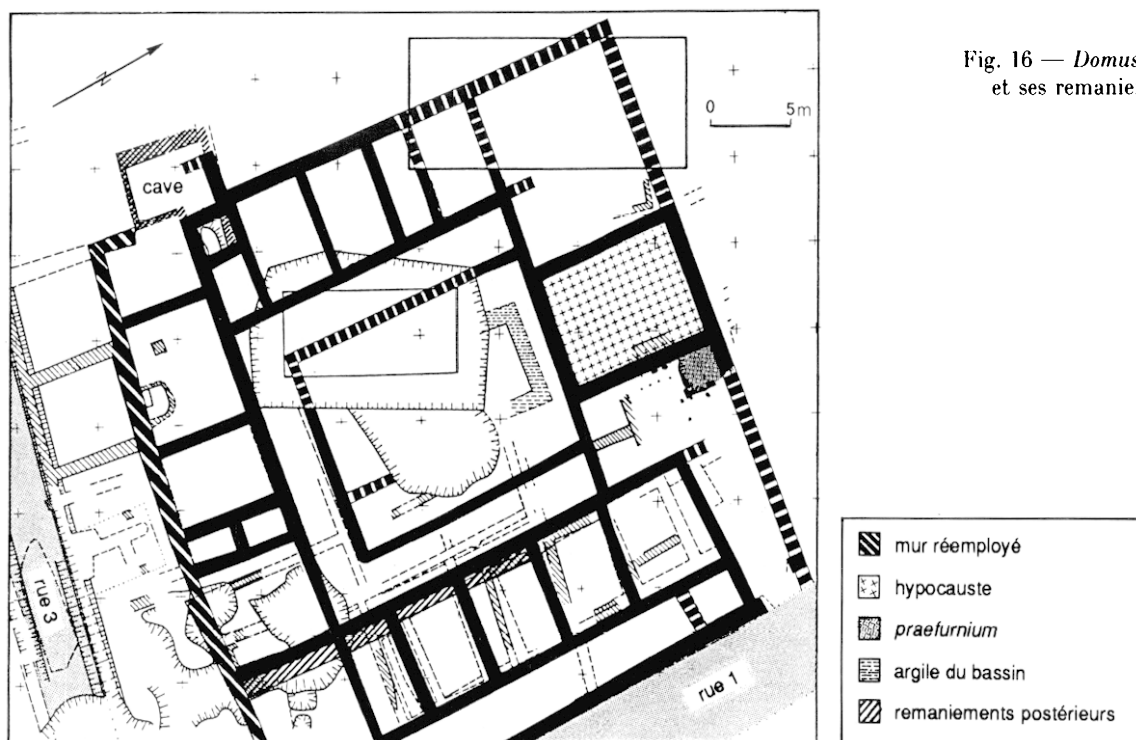 Fig. 16 — Domus
et ses remanie
N
0 5m
cave
rue 3
rue 1
mur réemployé
hypocauste
praefurnium
argile du bassin
remaniements postérieurs